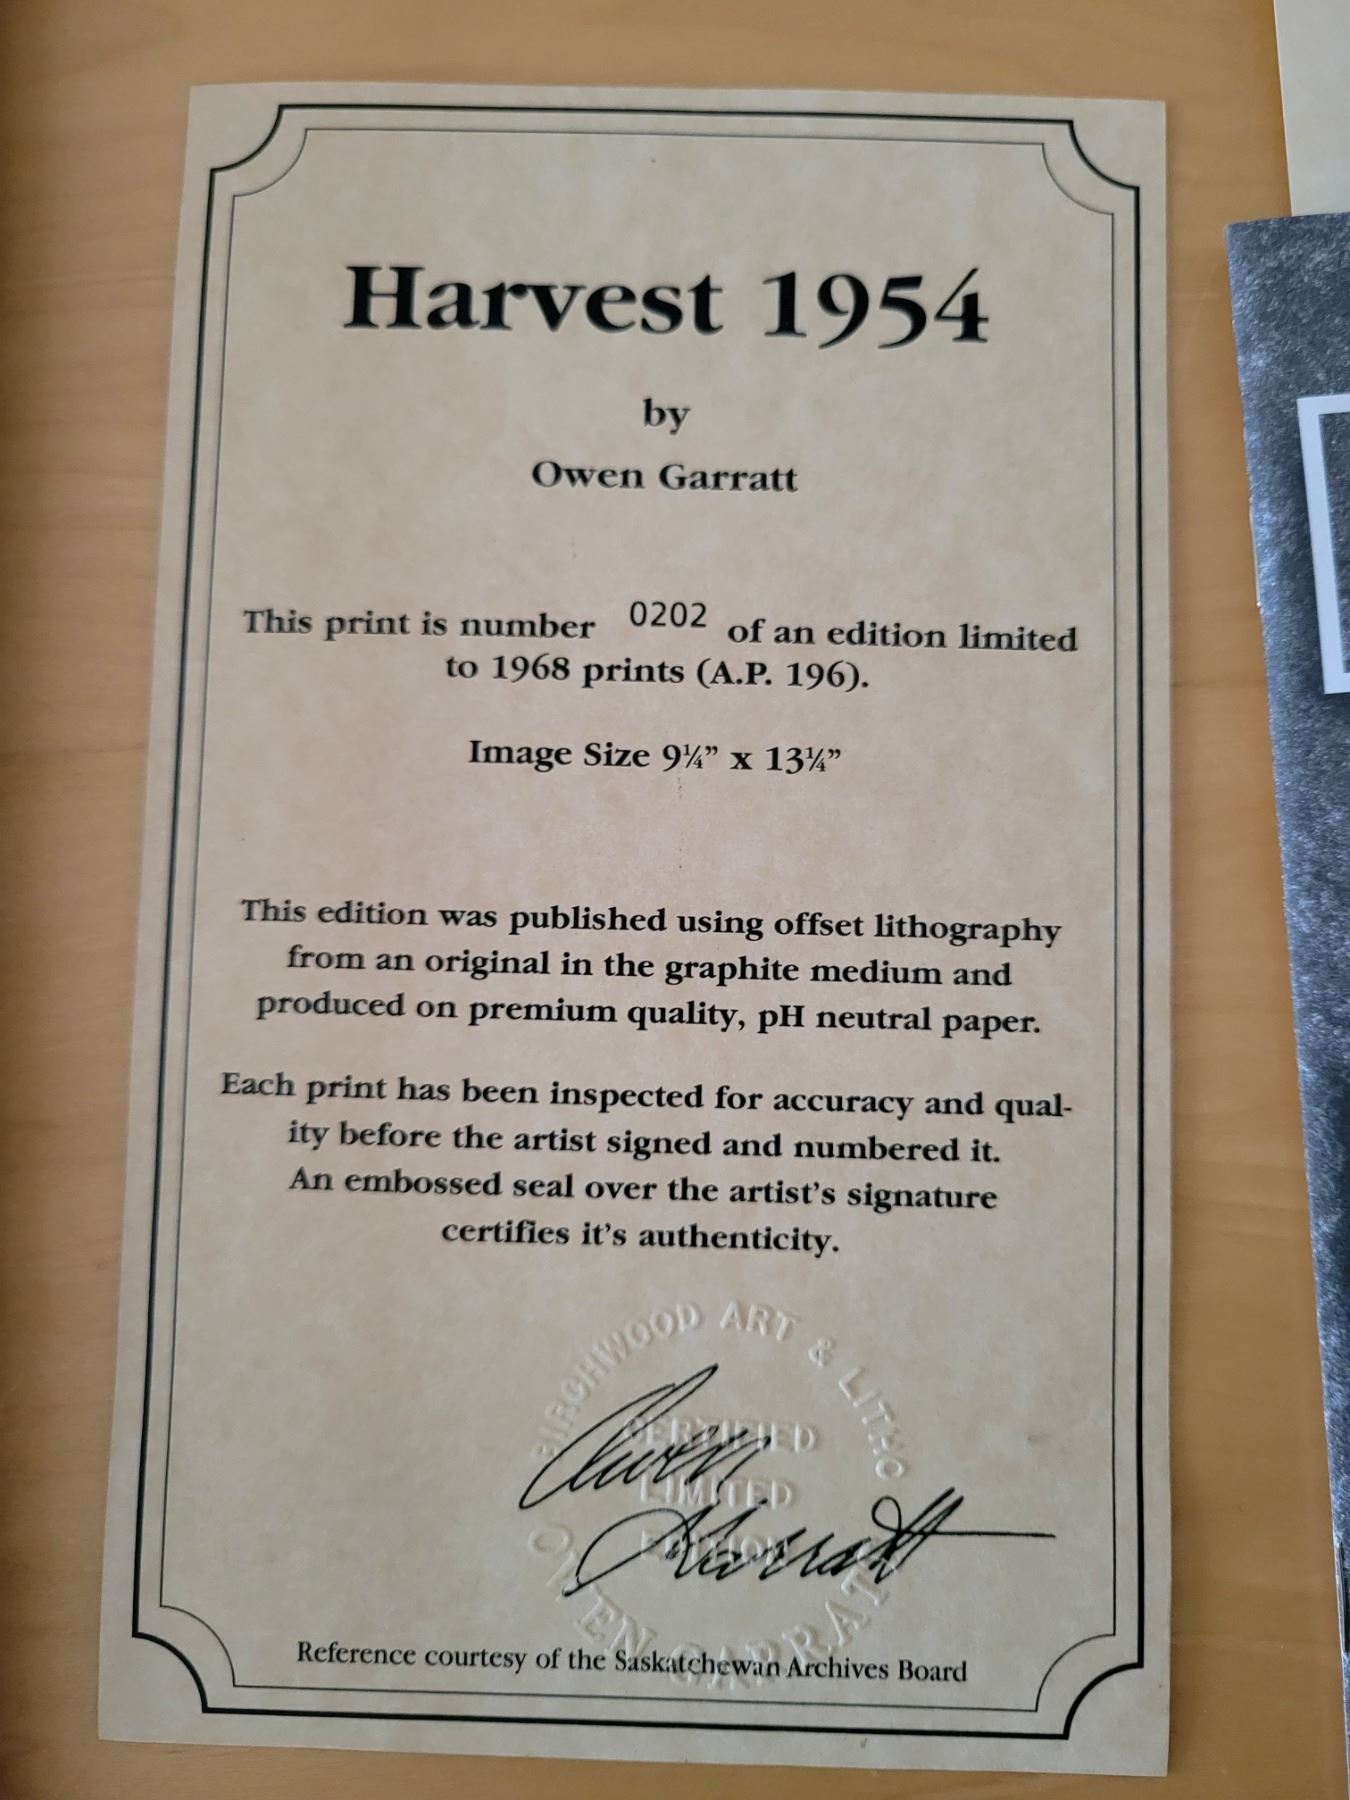 Harvest 1954
by
Owen Garratt
This print is number 0202 of an edition limited
to 1968 prints (A.P. 196).
Image Size 9¼” x 13¼”
This edition was published using offset lithography
from an original in the graphite medium and
produced on premium quality, pH neutral paper.
Each print has been inspected for accuracy and qual-
ity before the artist signed and numbered it.
An embossed seal over the artist’s signature
certifies it’s authenticity.
BIRCHWOOD ART & LITHO
CERTIFIED
LIMITED
EDITION
OWEN GARRATT
Owen
Garratt
Reference courtesy of the Saskatchewan Archives Board